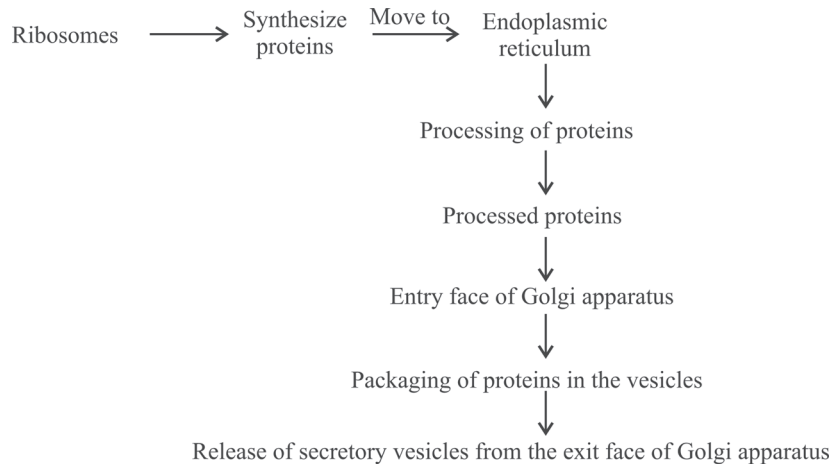 Ribosomes
Synthesize
proteins
Move to
Endoplasmic
reticulum
Processing of proteins
Processed proteins
Entry face of Golgi apparatus
Packaging of proteins in the vesicles
Release of secretory vesicles from the exit face of Golgi apparatus